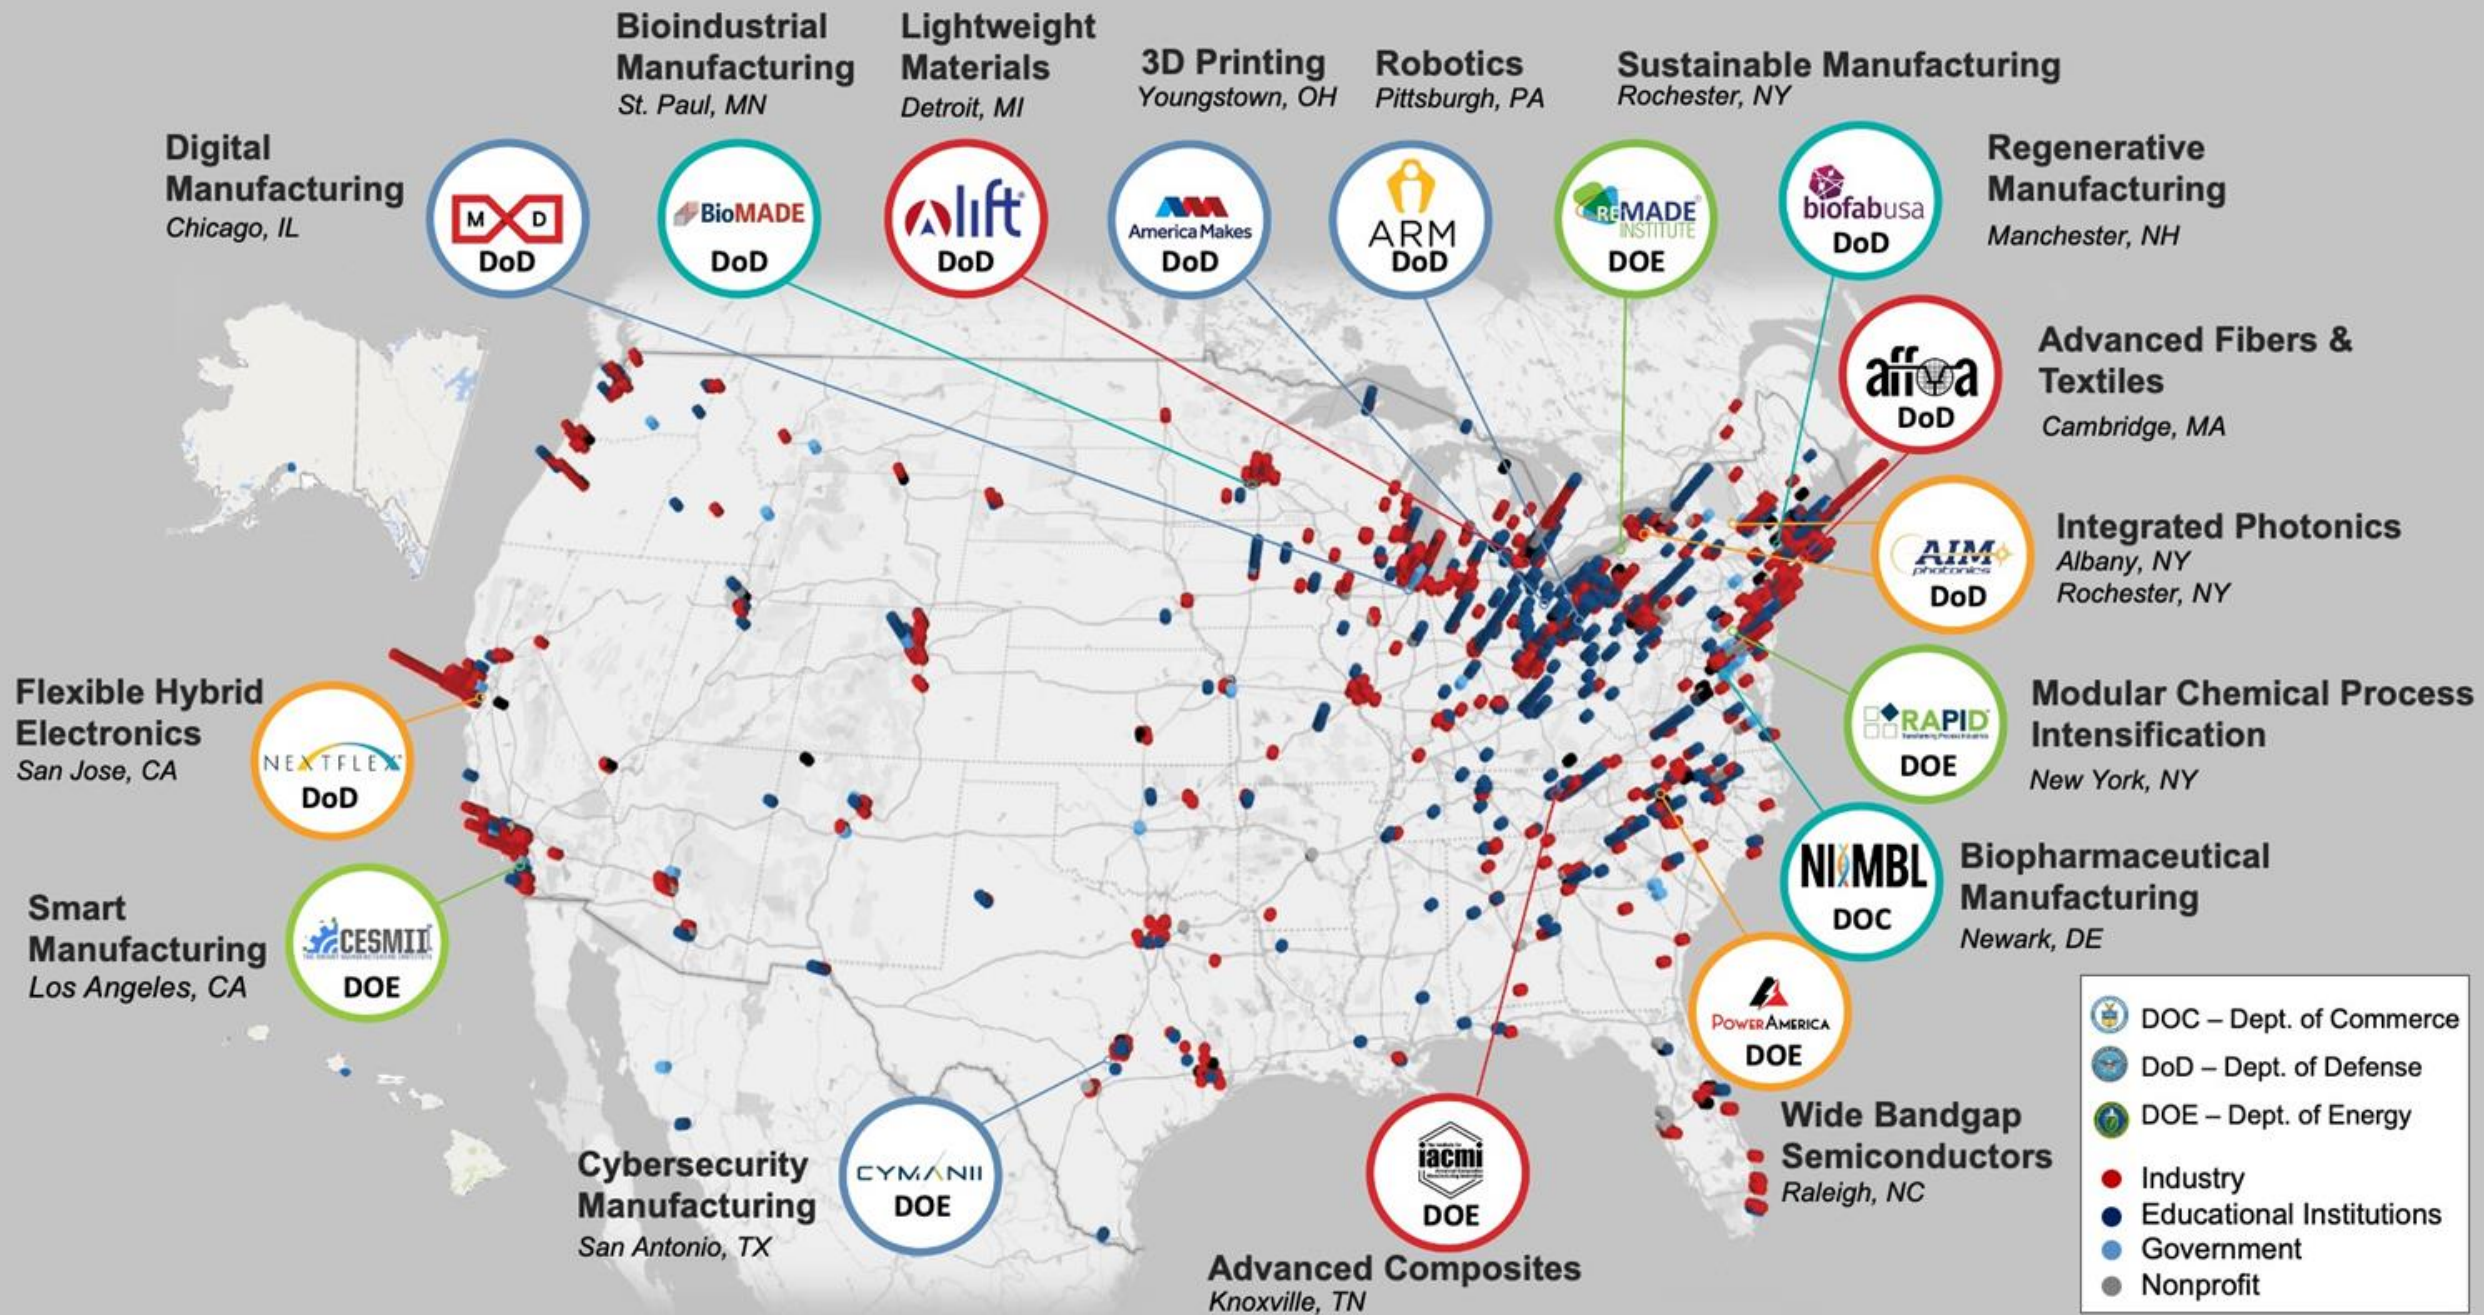 Bioindustrial
Manufacturing
St. Paul, MN
Lightweight
Materials
Detroit, MI
3D Printing
Youngstown, OH
Robotics
Pittsburgh, PA
Sustainable Manufacturing
Rochester, NY
Digital
Manufacturing
Chicago, IL
M D
DoD
BioMADE
DoD
lift
DoD
America Makes
DoD
ARM
DoD
REMADE
INSTITUTE
DOE
biofabusa
DoD
Regenerative
Manufacturing
Manchester, NH
affoa
DoD
Advanced Fibers &
Textiles
Cambridge, MA
AIM
photonics
DoD
Integrated Photonics
Albany, NY
Rochester, NY
Flexible Hybrid
Electronics
San Jose, CA
NEXTFLEX
DoD
RAPID
DOE
Modular Chemical Process
Intensification
New York, NY
Smart
Manufacturing
Los Angeles, CA
CESMII
DOE
NIIMBL
DOC
Biopharmaceutical
Manufacturing
Newark, DE
POWERAMERICA
DOE
Wide Bandgap
Semiconductors
Raleigh, NC
Cybersecurity
Manufacturing
San Antonio, TX
CYMANII
DOE
iacmi
DOE
Advanced Composites
Knoxville, TN
DOC – Dept. of Commerce
DoD – Dept. of Defense
DOE – Dept. of Energy
Industry
Educational Institutions
Government
Nonprofit